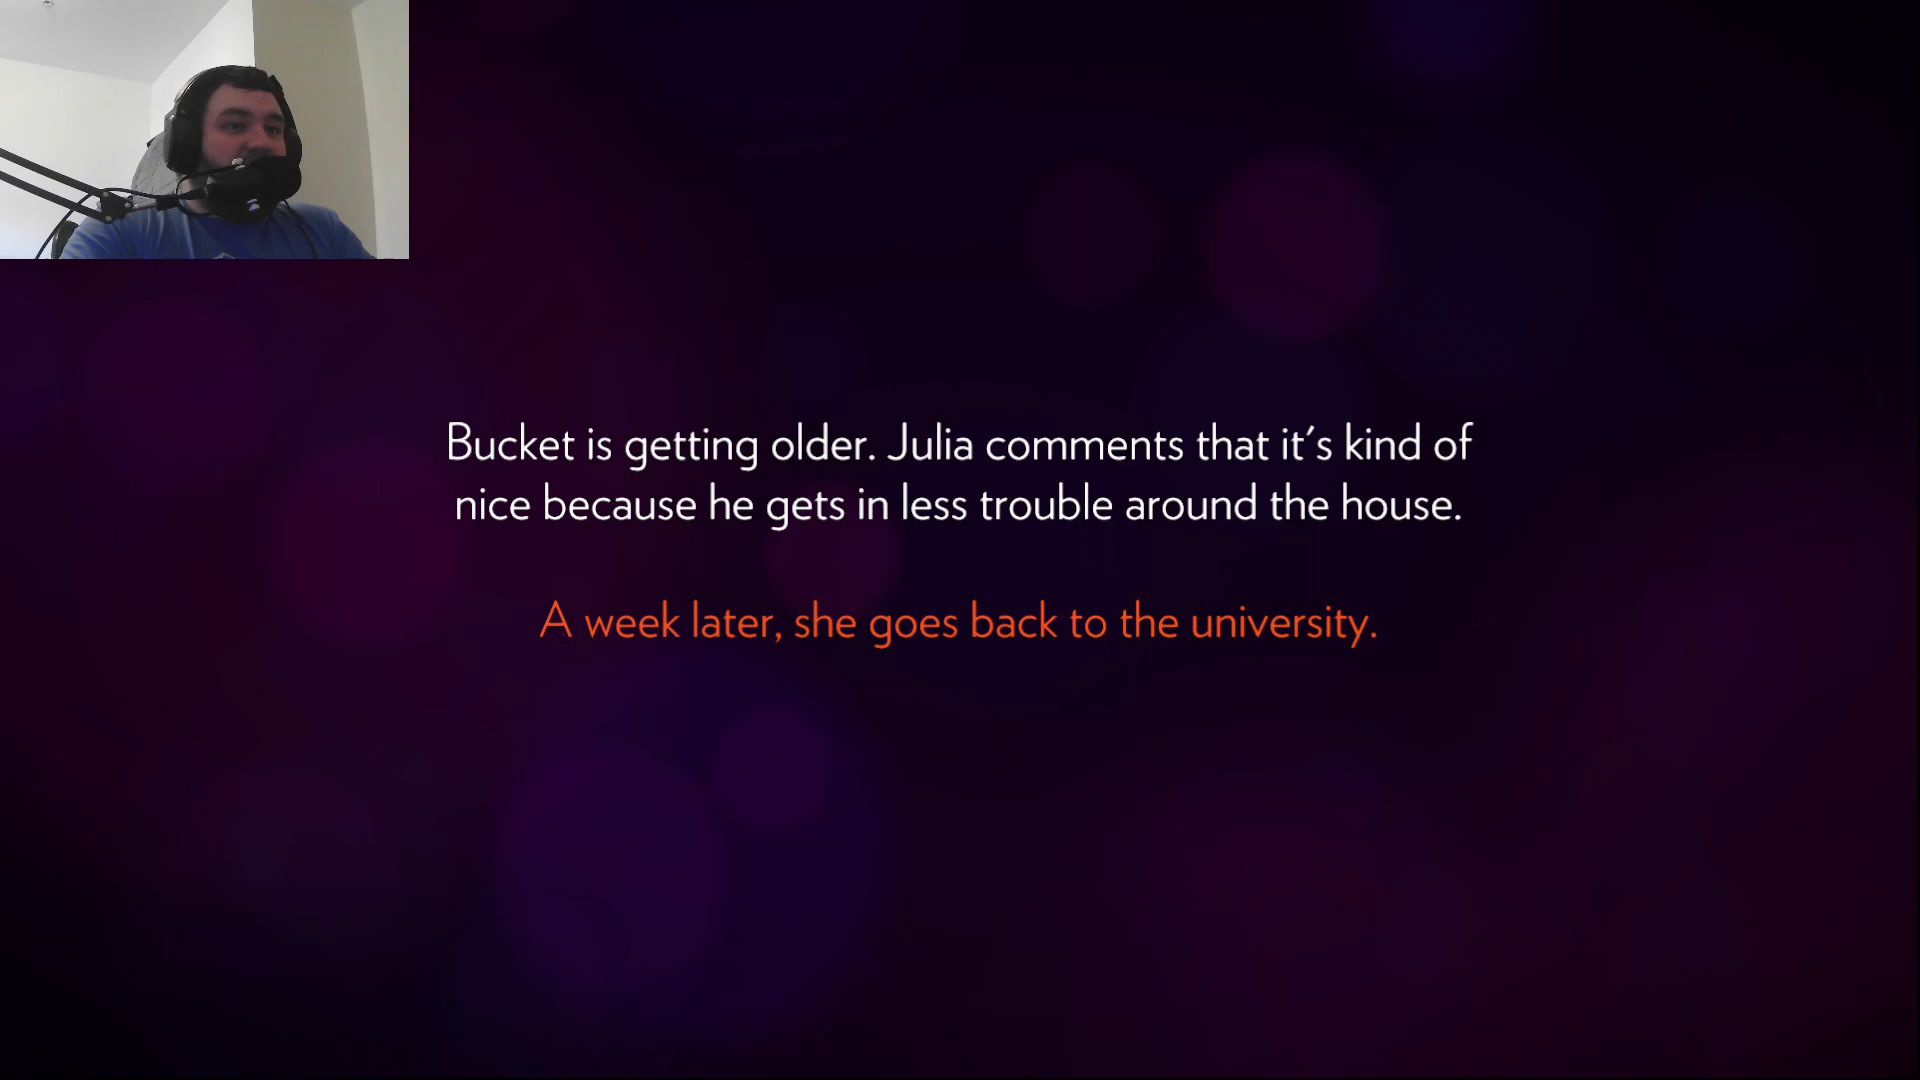 Bucket is getting older. Julia comments that it's kind of
nice because he gets in less trouble around the house.
A week later, she goes back to the university.